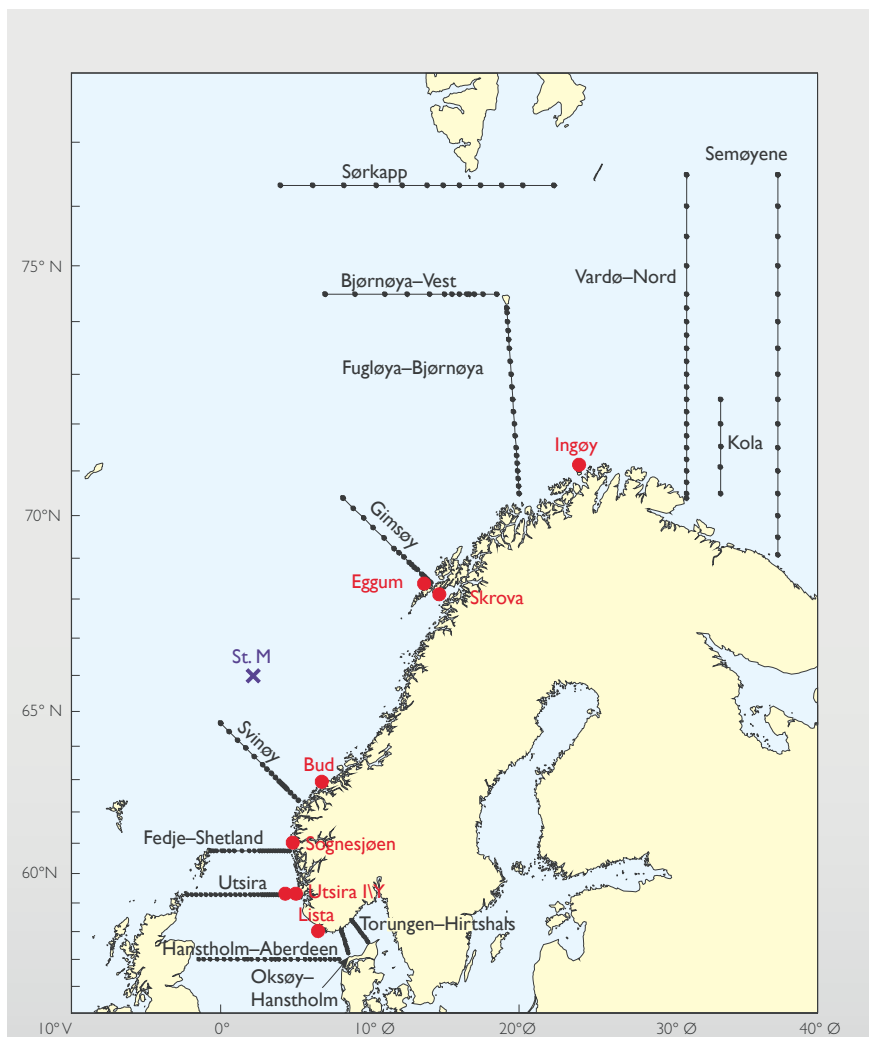 Semøyene
Sørkapp
75° N
Bjørnøya–Vest
Vardø–Nord
Fugløya–Bjørnøya
Ingøy
Kola
70°N
Gimsøy
Eggum
Skrova
St. M
65° N
Svinøy
Bud
Fedje–Shetland
Sognesjøen
60°N
Utsira
Utsira I\Y
Lista
Torungen–Hirtshals
Hanstholm–Aberdeen
Oksøy–
Hanstholm
10° V
0°
10° Ø
20°Ø
30° Ø
40° Ø